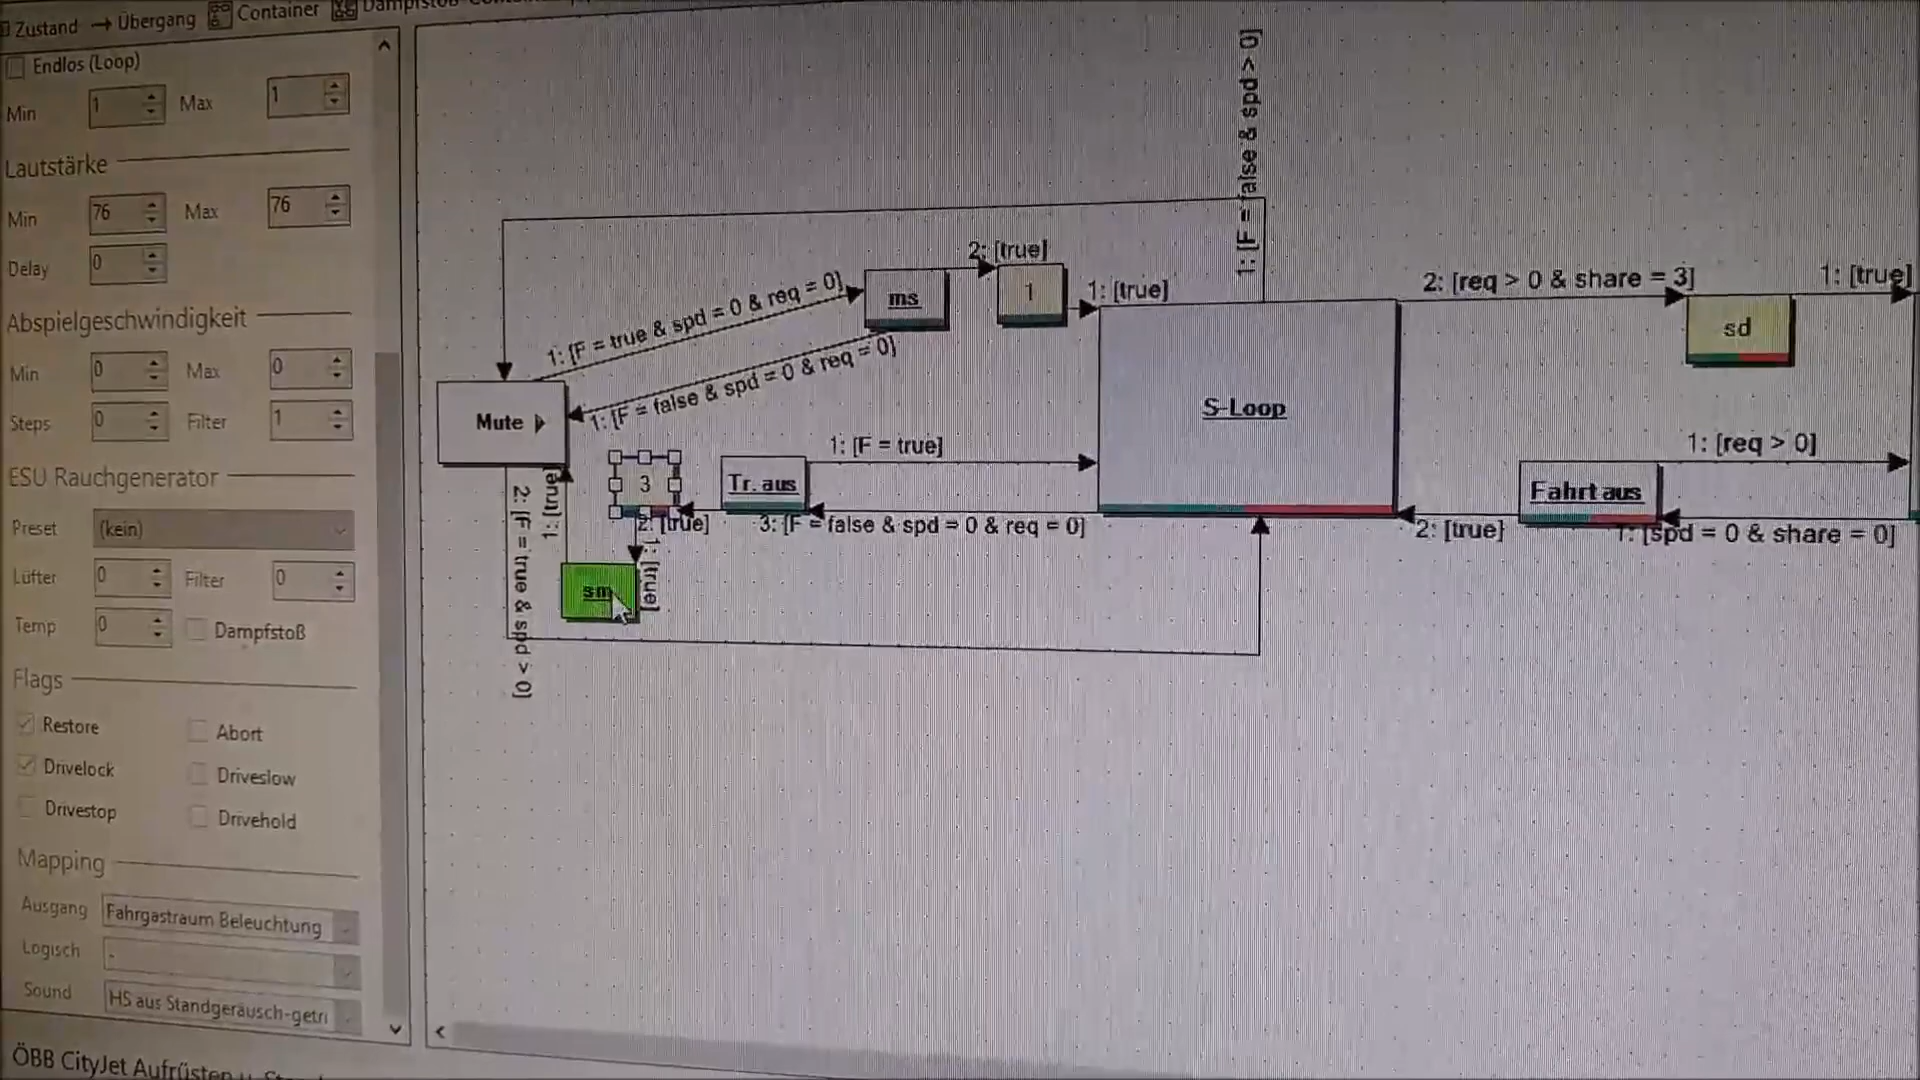 Zustand → Übergang Container
Endlos (Loop)
Min 1 Max 1
Lautstärke
Min 76 Max 76
Delay 0
Abspielgeschwindigkeit
Min 0 Max 0
Steps 0 Filter 1
ESU Rauchgenerator
Preset (kein)
Lüfter 0 Filter 0
Temp 0 Dampfstoß
Flags
Restore Abort
Drivelock Driveslow
Drivestop Drivehold
Mapping
Ausgang Fahrgastraum Beleuchtung
Logisch -
Sound HS aus Standgeräusch-getri
ÖBB CityJet Aufrüsten u.
1: [F = false & spd > 0]
2: [true]
1: [F = true & spd = 0 & req = 0]
ms
1
1: [true]
2: [req > 0 & share = 3]
1: [true]
sd
1: [F = false & spd = 0 & req = 0]
Mute
S-Loop
1: [F = true]
1: [req > 0]
3
Tr. aus
Fahrt aus
2: [true]
3: [F = false & spd = 0 & req = 0]
2: [true]
1: [spd = 0 & share = 0]
1: [true]
2: [F = true & spd > 0]
sm
1: [true]